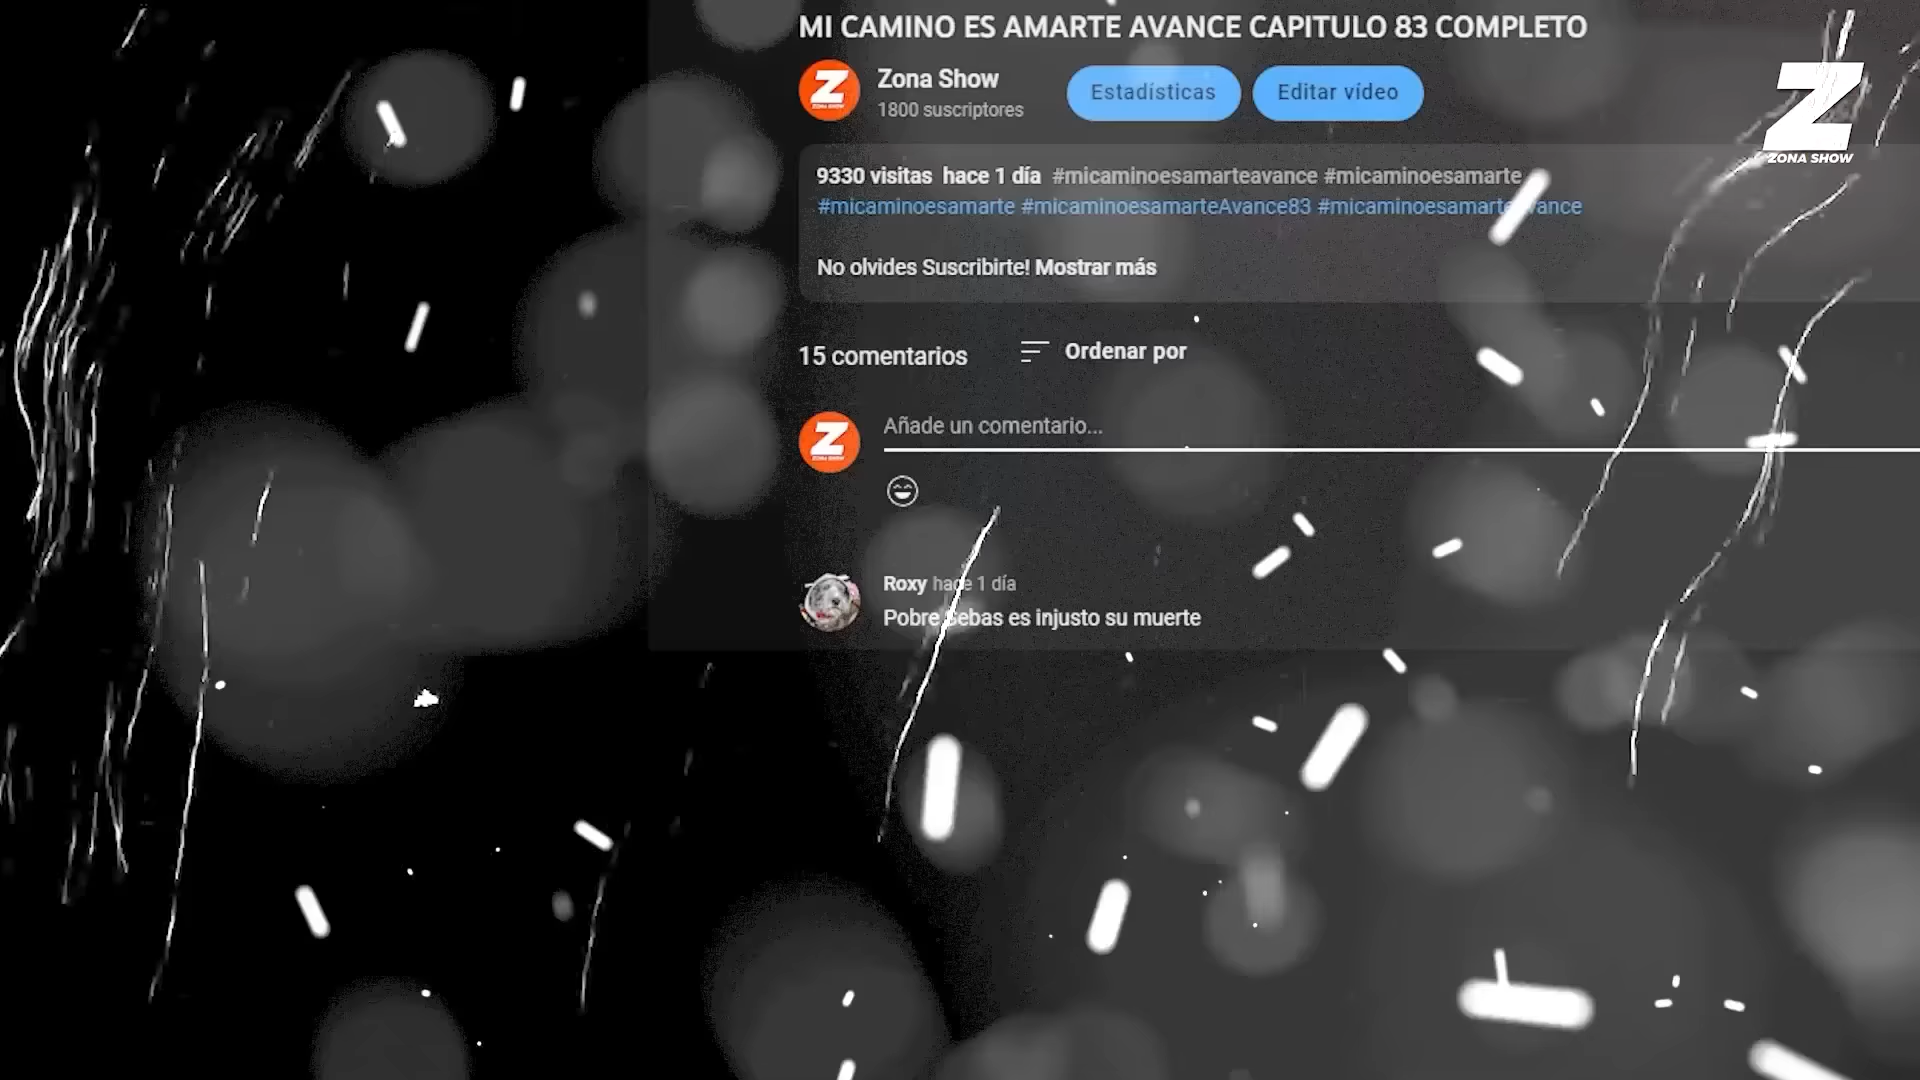 MI CAMINO ES AMARTE AVANCE CAPITULO 83 COMPLETO
Zona Show
1800 suscriptores
Estadísticas
Editar vídeo
ZONA SHOW
9330 visitas hace 1 día #micaminoesamarteavance #micaminoesamarte
#micaminoesamarte #micaminoesamarteAvance83 #micaminoesamarteAvance
No olvides Suscribirte! Mostrar más
15 comentarios
Ordenar por
Añade un comentario...
Roxy hace 1 día
Pobre Sebas es injusto su muerte